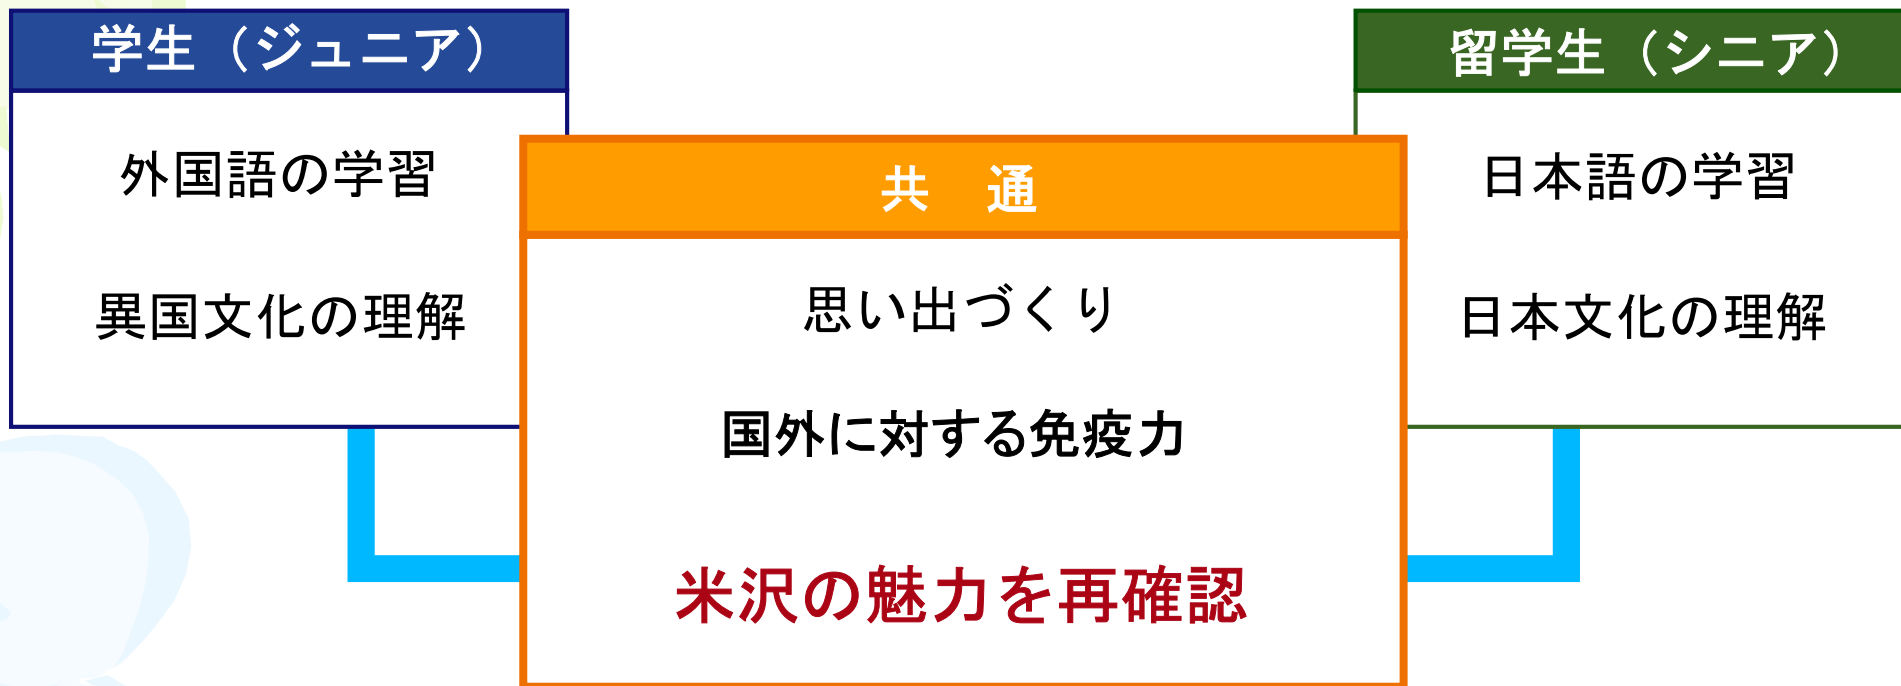 学生（ジュニア）
外国語の学習
異国文化の理解
共　通
思い出づくり
国外に対する免疫力
米沢の魅力を再確認
留学生（シニア）
日本語の学習
日本文化の理解